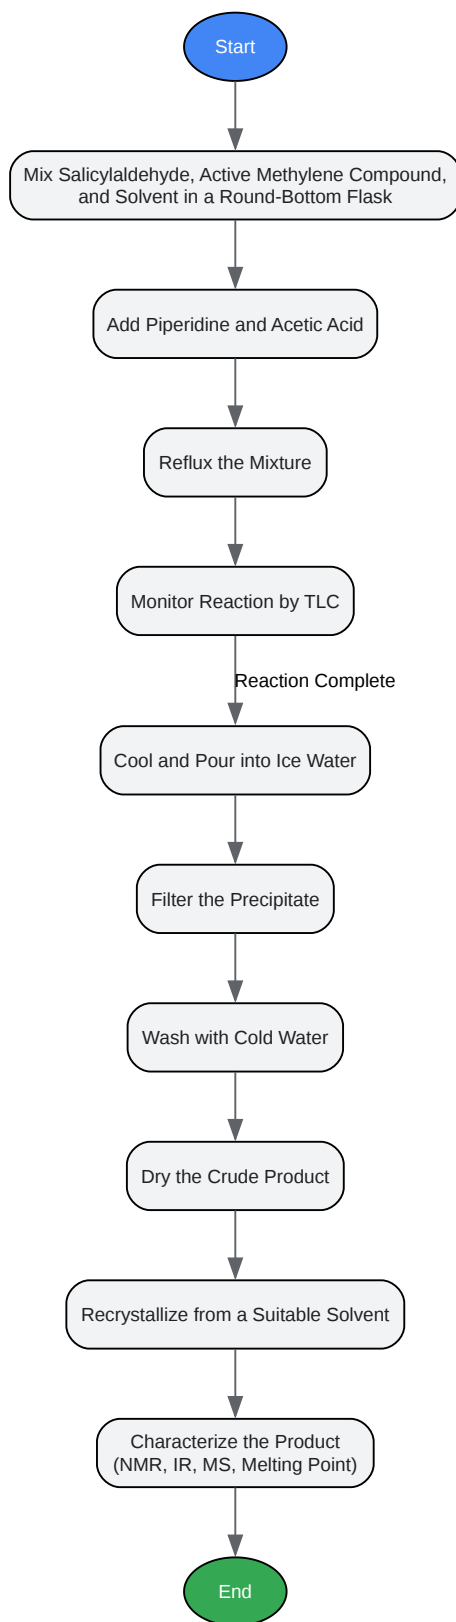 Start
Mix Salicylaldehyde, Active Methylene Compound,
and Solvent in a Round-Bottom Flask
Add Piperidine and Acetic Acid
Reflux the Mixture
Monitor Reaction by TLC
Reaction Complete
Cool and Pour into Ice Water
Filter the Precipitate
Wash with Cold Water
Dry the Crude Product
Recrystallize from a Suitable Solvent
Characterize the Product
(NMR, IR, MS, Melting Point)
End